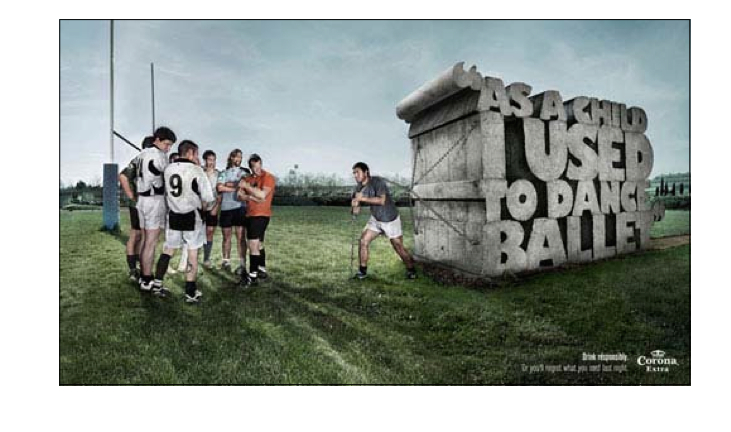 9
"AS A CHILD
I USED
TO DANCE
BALLET"
Drink responsibly.
Or you'll regret what you said last night.
Corona
Extra